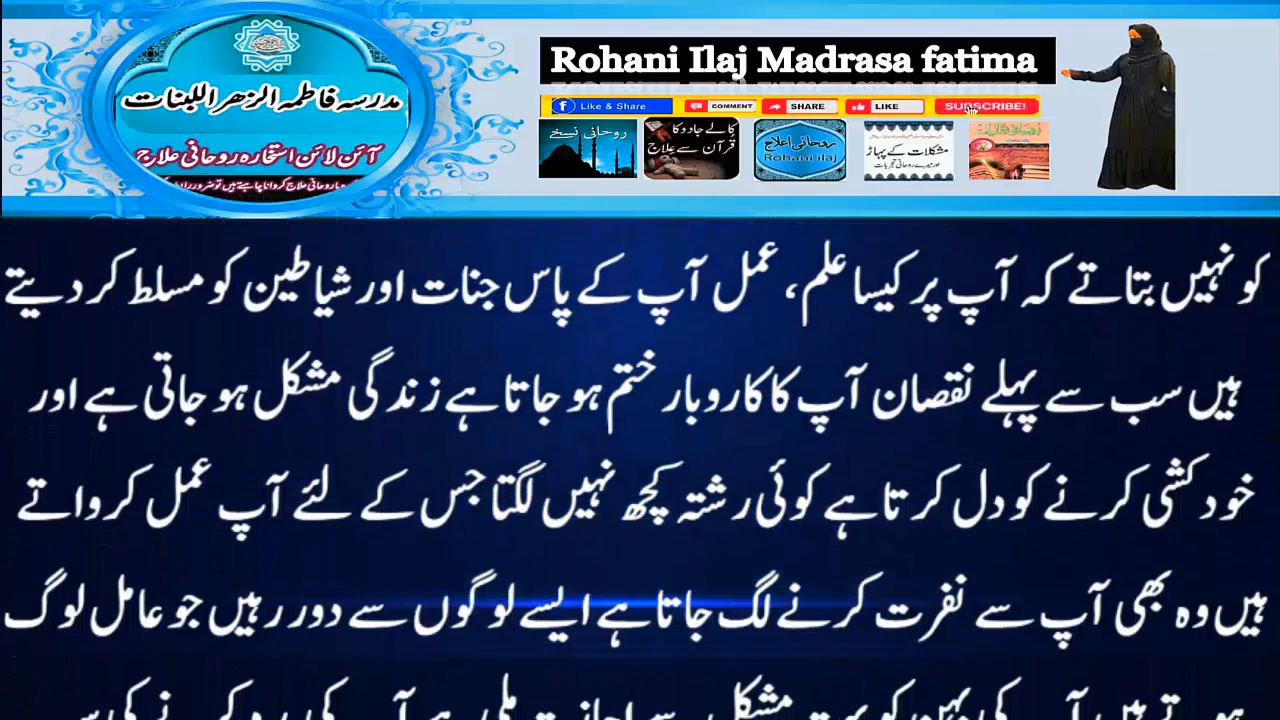 Rohani Ilaj Madrasa fatima
مدرسہ فاطمہ الزھرا للبنات
آئن لائن استخارہ روحانی علاج
Like & Share
COMMENT
SHARE
LIKE
SUBSCRIBE!
روحانی نسخے
کالے جادو کا
قرآن سے علاج
روحانی علاج
Rohani ilaj
مشکلات کے پہاڑ
کو نہیں بتاتے کہ آپ پر کیسا علم، عمل آپ کے پاس جنات اور شیاطین کو مسلط کر دیتے
ہیں سب سے پہلے نقصان آپ کا کاروبار ختم ہو جاتا ہے زندگی مشکل ہو جاتی ہے اور
خودکشی کرنے کو دل کرتا ہے کوئی رشتہ کچھ نہیں لگتا جس کے لئے آپ عمل کرواتے
ہیں وہ بھی آپ سے نفرت کرنے لگ جاتا ہے ایسے لوگوں سے دور رہیں جو عامل لوگ